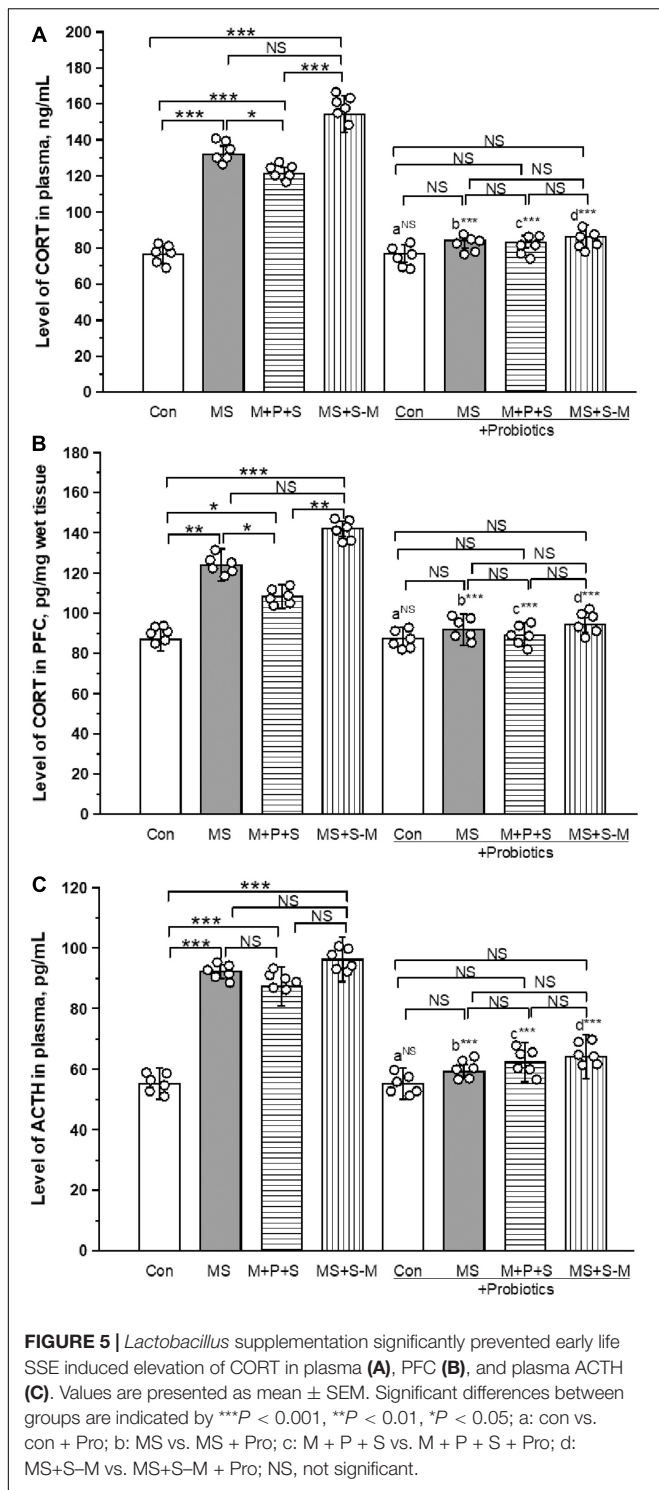 A
***
NS
***
***
***
*
Level of CORT in plasma, ng/mL
200
180
160
140
120
100
80
60
40
20
0
NS
NS
NS
NS
NS
NS
aNS
b***
c***
d***
Con MS M+P+S MS+S-M Con MS M+P+S MS+S-M
+Probiotics
B
***
NS
*
**
**
*
Level of CORT in PFC, pg/mg wet tissue
180
160
140
120
100
80
60
40
20
0
NS
NS
NS
NS
NS
NS
aNS
b***
c***
d***
Con MS M+P+S MS+S-M Con MS M+P+S MS+S-M
+Probiotics
C
***
NS
***
NS
***
NS
Level of ACTH in plasma, pg/mL
120
100
80
60
40
20
0
NS
NS
NS
NS
NS
NS
aNS
b***
c***
d***
Con MS M+P+S MS+S-M Con MS M+P+S MS+S-M
+Probiotics
FIGURE 5 | Lactobacillus supplementation significantly prevented early life
SSE induced elevation of CORT in plasma (A), PFC (B), and plasma ACTH
(C). Values are presented as mean ± SEM. Significant differences between
groups are indicated by ***P < 0.001, **P < 0.01, *P < 0.05; a: con vs.
con + Pro; b: MS vs. MS + Pro; c: M + P + S vs. M + P + S + Pro; d:
MS+S–M vs. MS+S–M + Pro; NS, not significant.